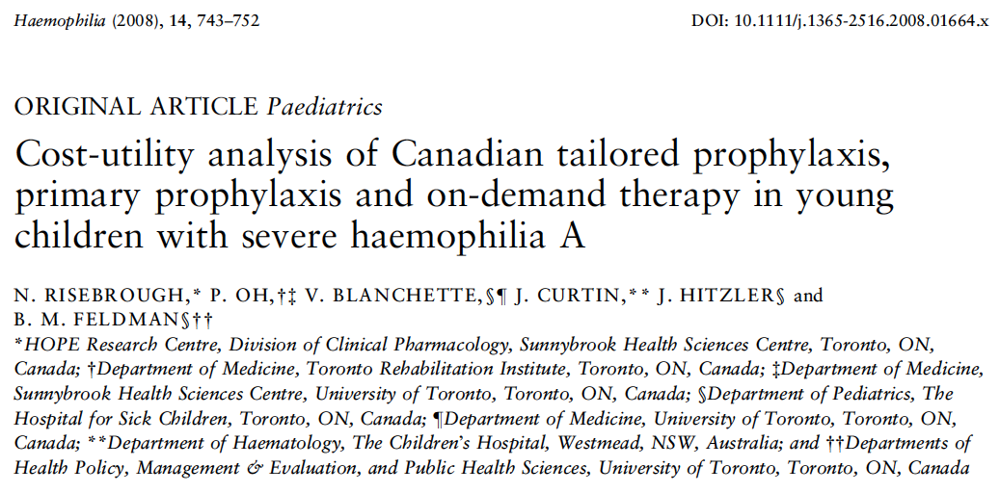 Haemophilia (2008), 14, 743–752
DOI: 10.1111/j.1365-2516.2008.01664.x
ORIGINAL ARTICLE Paediatrics
Cost-utility analysis of Canadian tailored prophylaxis,
primary prophylaxis and on-demand therapy in young
children with severe haemophilia A
N. RISEBROUGH,* P. OH,†‡ V. BLANCHETTE,§¶ J. CURTIN,** J. HITZLER§ and
B. M. FELDMAN§††
*HOPE Research Centre, Division of Clinical Pharmacology, Sunnybrook Health Sciences Centre, Toronto, ON,
Canada; †Department of Medicine, Toronto Rehabilitation Institute, Toronto, ON, Canada; ‡Department of Medicine,
Sunnybrook Health Sciences Centre, University of Toronto, Toronto, ON, Canada; §Department of Pediatrics, The
Hospital for Sick Children, Toronto, ON, Canada; ¶Department of Medicine, University of Toronto, Toronto, ON,
Canada; **Department of Haematology, The Children's Hospital, Westmead, NSW, Australia; and ††Departments of
Health Policy, Management & Evaluation, and Public Health Sciences, University of Toronto, Toronto, ON, Canada